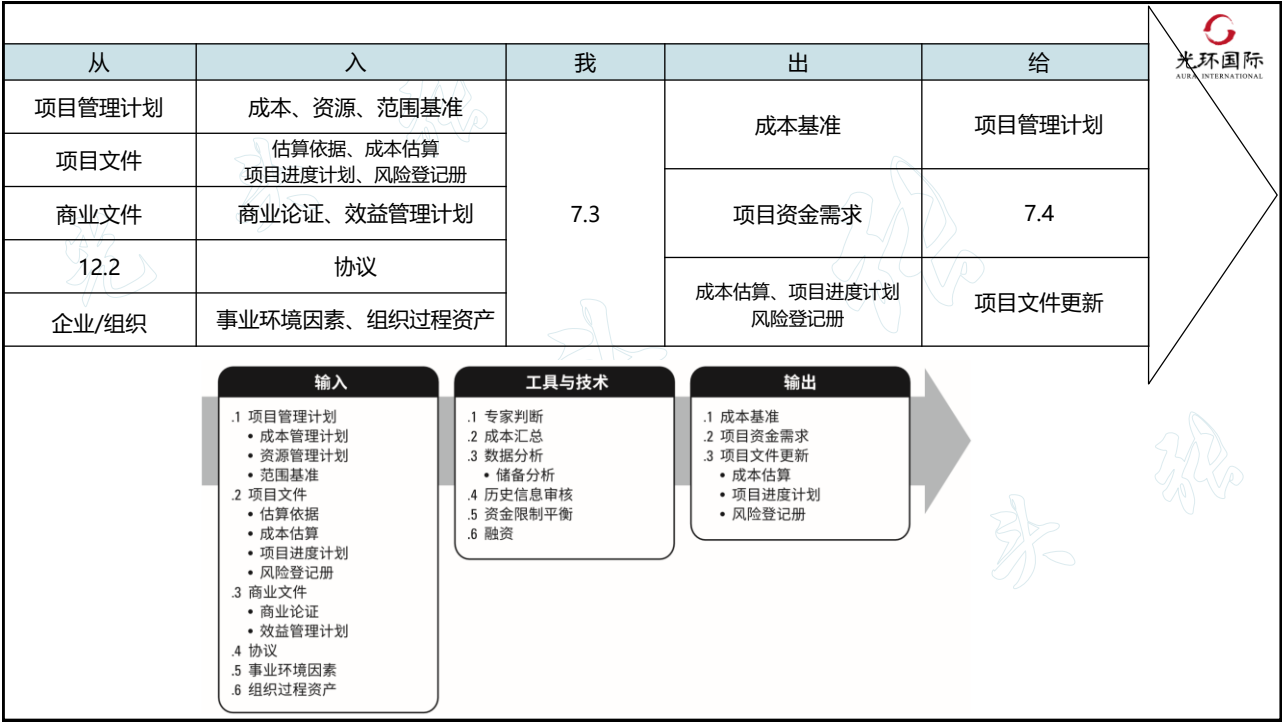 光环国际
AURA INTERNATIONAL
从 入 我 出 给
项目管理计划 成本、资源、范围基准
项目文件 估算依据、成本估算
项目进度计划、风险登记册
商业文件 商业论证、效益管理计划
12.2 协议
企业/组织 事业环境因素、组织过程资产
7.3
成本基准 项目管理计划
项目资金需求 7.4
成本估算、项目进度计划
风险登记册 项目文件更新
输入
.1 项目管理计划
• 成本管理计划
• 资源管理计划
• 范围基准
.2 项目文件
• 估算依据
• 成本估算
• 项目进度计划
• 风险登记册
.3 商业文件
• 商业论证
• 效益管理计划
.4 协议
.5 事业环境因素
.6 组织过程资产
工具与技术
.1 专家判断
.2 成本汇总
.3 数据分析
• 储备分析
.4 历史信息审核
.5 资金限制平衡
.6 融资
输出
.1 成本基准
.2 项目资金需求
.3 项目文件更新
• 成本估算
• 项目进度计划
• 风险登记册